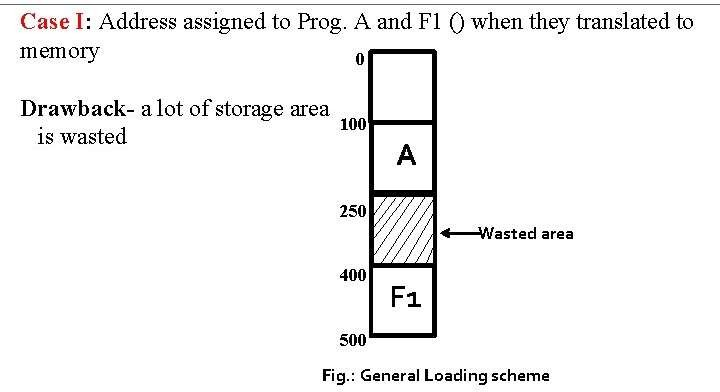 Case I: Address assigned to Prog. A and F1 () when they translated to
memory
0
Drawback- a lot of storage area
is wasted
100
A
250
Wasted area
400
F1
500
Fig.: General Loading scheme